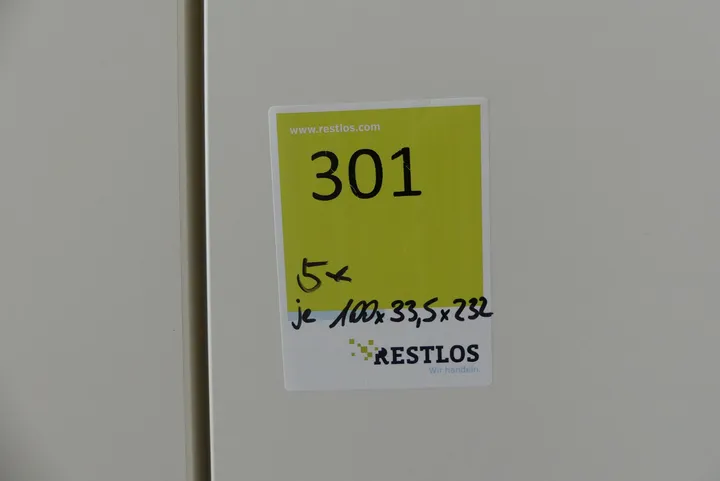 www.restlos.com
301
5x
je 100x33,5x232
RESTLOS
Wir handeln.